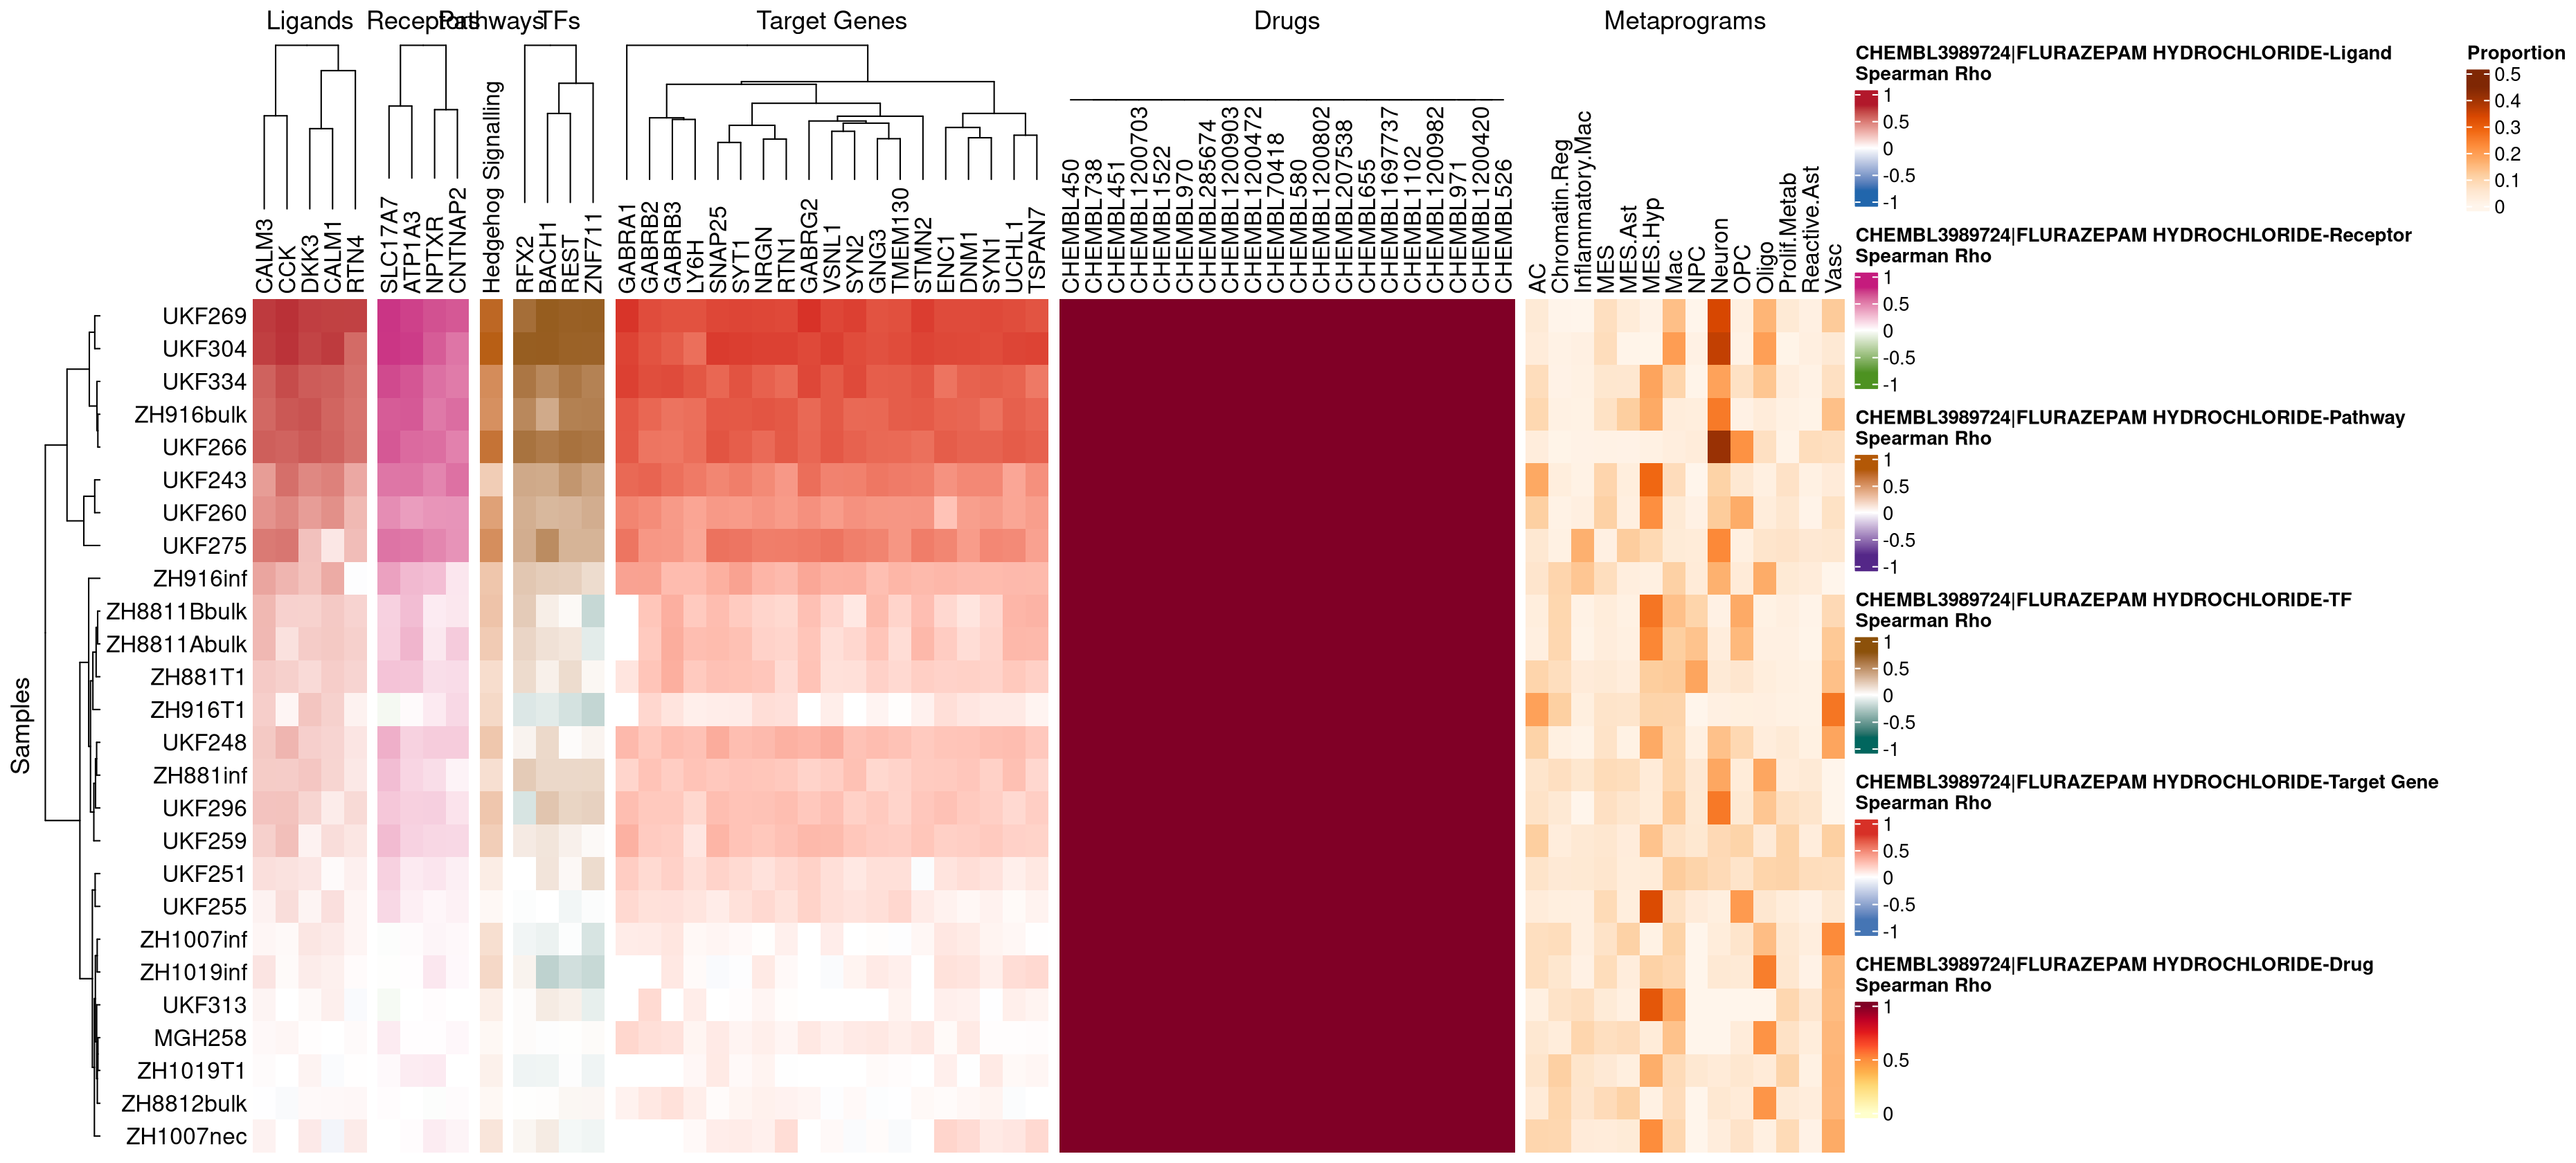 Ligands
Receptors
Pathways
TFs
Target Genes
Drugs
Metaprograms
CALM3
CCK
DKK3
CALM1
RTN4
SLC17A7
ATP1A3
NPTXR
CNTNAP2
Hedgehog Signalling
RFX2
BACH1
REST
ZNF711
GABRA1
GABRB2
GABRB3
LY6H
SNAP25
SYT1
NRGN
RTN1
GABRG2
VSNL1
SYN2
GNG3
TMEM130
STMN2
ENC1
DNM1
SYN1
UCHL1
TSPAN7
CHEMBL450
CHEMBL738
CHEMBL451
CHEMBL1200703
CHEMBL1522
CHEMBL970
CHEMBL285674
CHEMBL1200903
CHEMBL1200472
CHEMBL70418
CHEMBL580
CHEMBL1200802
CHEMBL207538
CHEMBL655
CHEMBL1697737
CHEMBL1102
CHEMBL1200982
CHEMBL971
CHEMBL1200420
CHEMBL526
AC
Chromatin.Reg
Inflammatory.Mac
MES
MES.Ast
MES.Hyp
Mac
NPC
Neuron
OPC
Oligo
Prolif.Metab
Reactive.Ast
Vasc
Samples
UKF269
UKF304
UKF334
ZH916bulk
UKF266
UKF243
UKF260
UKF275
ZH916inf
ZH8811Bbulk
ZH8811Abulk
ZH881T1
ZH916T1
UKF248
ZH881inf
UKF296
UKF259
UKF251
UKF255
ZH1007inf
ZH1019inf
UKF313
MGH258
ZH1019T1
ZH8812bulk
ZH1007nec
CHEMBL3989724|FLURAZEPAM HYDROCHLORIDE-Ligand
Spearman Rho
1
0.5
0
-0.5
-1
CHEMBL3989724|FLURAZEPAM HYDROCHLORIDE-Receptor
Spearman Rho
1
0.5
0
-0.5
-1
CHEMBL3989724|FLURAZEPAM HYDROCHLORIDE-Pathway
Spearman Rho
1
0.5
0
-0.5
-1
CHEMBL3989724|FLURAZEPAM HYDROCHLORIDE-TF
Spearman Rho
1
0.5
0
-0.5
-1
CHEMBL3989724|FLURAZEPAM HYDROCHLORIDE-Target Gene
Spearman Rho
1
0.5
0
-0.5
-1
CHEMBL3989724|FLURAZEPAM HYDROCHLORIDE-Drug
Spearman Rho
1
0.5
0
Proportion
0.5
0.4
0.3
0.2
0.1
0